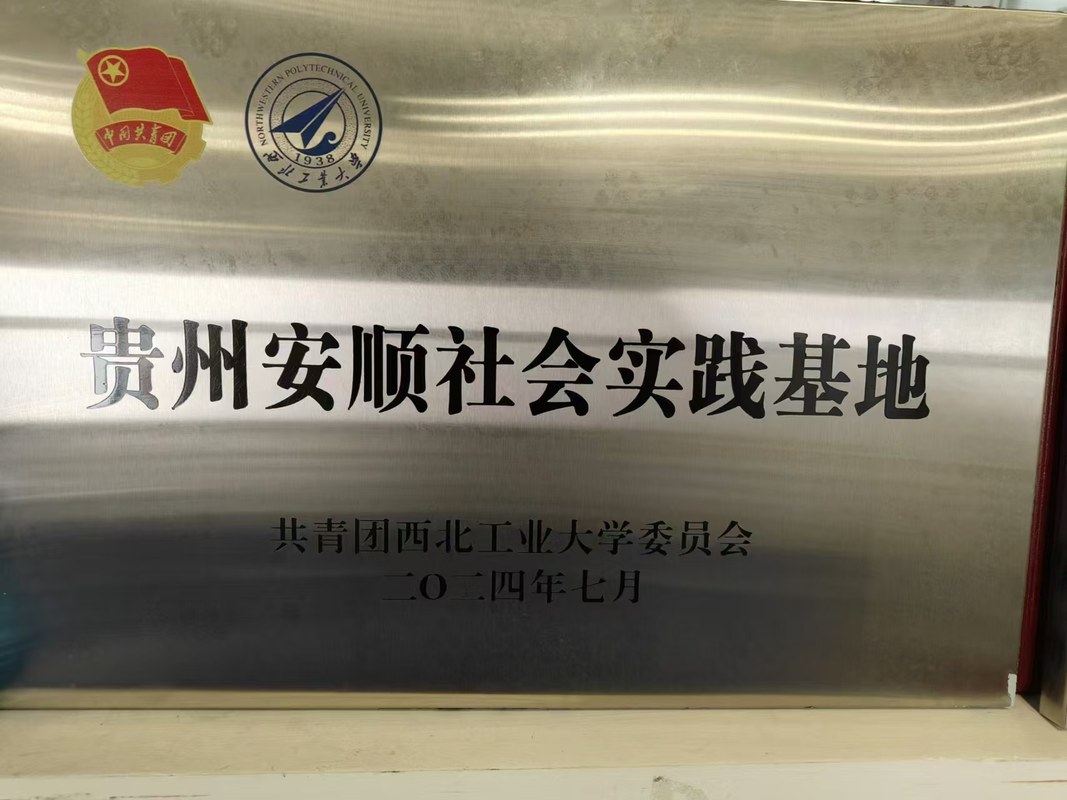 中国共青团
NORTHWESTERN POLYTECHNICAL UNIVERSITY
1938
西北工业大学
贵州安顺社会实践基地
共青团西北工业大学委员会
二〇二四年七月